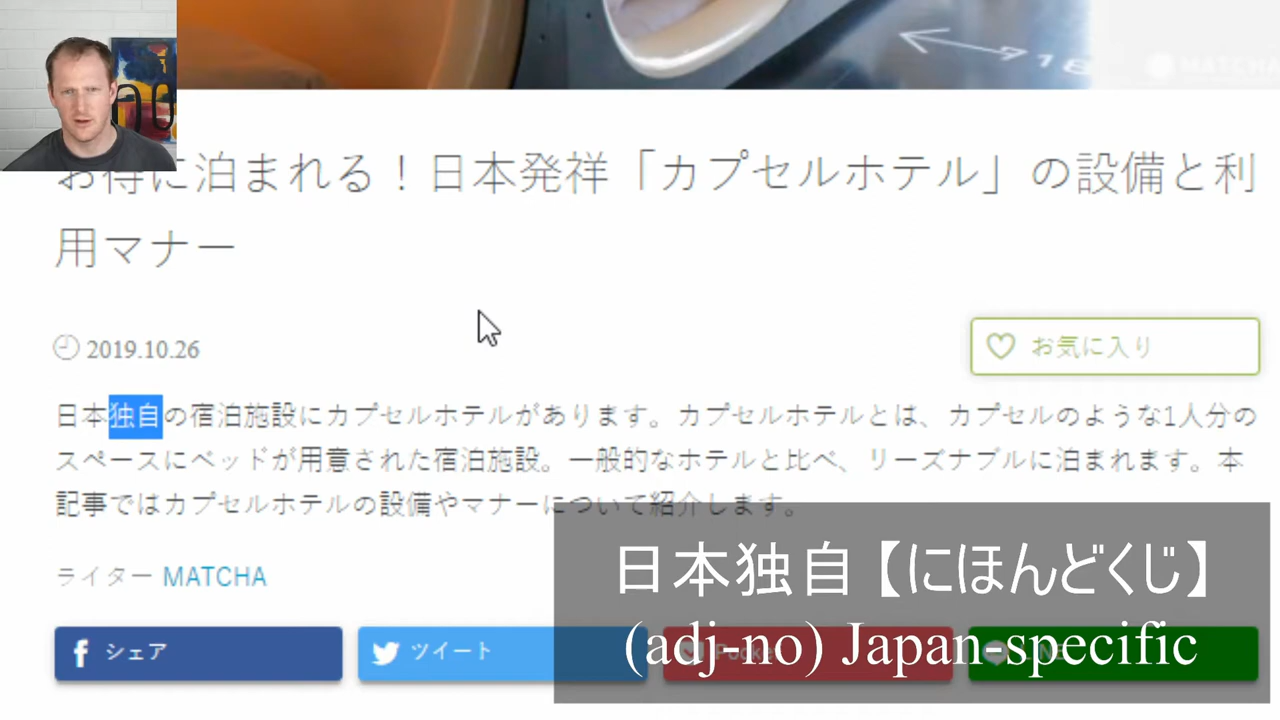 718
MATCHA
お得に泊まれる！日本発祥「カプセルホテル」の設備と利
用マナー
2019.10.26
お気に入り
日本独自の宿泊施設にカプセルホテルがあります。カプセルホテルとは、カプセルのような1人分の
スペースにベッドが用意された宿泊施設。一般的なホテルと比べ、リーズナブルに泊まれます。本
記事ではカプセルホテルの設備やマナーについて紹介します。
ライター MATCHA
シェア
ツイート
Pocket
LINE
日本独自【にほんどくじ】
(adj-no) Japan-specific